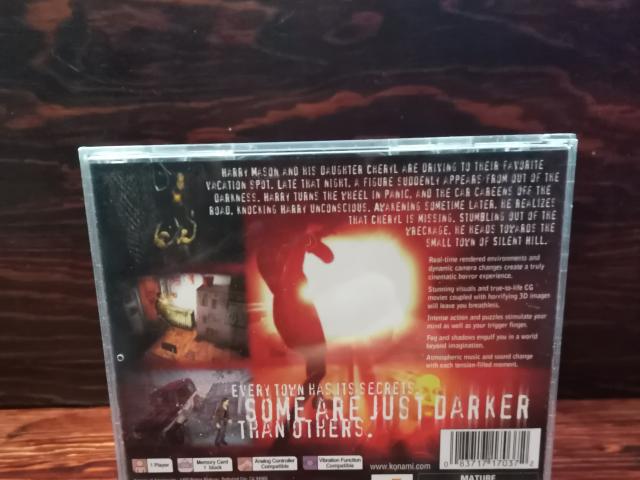 HARRY MASON AND HIS DAUGHTER CHERYL ARE DRIVING TO THEIR FAVORITE
VACATION SPOT. LATE THAT NIGHT, A FIGURE SUDDENLY APPEARS FROM OUT OF THE
DARKNESS. HARRY TURNS THE WHEEL IN PANIC, AND THE CAR CAREENS OFF THE
ROAD, KNOCKING HARRY UNCONSCIOUS. AWAKENING SOMETIME LATER, HE REALIZES
THAT CHERYL IS MISSING. STUMBLING OUT OF THE
WRECKAGE, HE HEADS TOWARDS THE
SMALL TOWN OF SILENT HILL.
Real-time rendered environments and
dynamic camera changes create a truly
cinematic horror experience.
Stunning visuals and true-to-life CG
movies coupled with horrifying 3D images
will leave you breathless.
Intense action and puzzles stimulate your
mind as well as your trigger finger.
Fog and shadows engulf you in a world
beyond imagination.
Atmospheric music and sound change
with each tension-filled moment.
EVERY TOWN HAS ITS SECRETS.
SOME ARE JUST DARKER
THAN OTHERS.
1 Player
Memory Card
1 block
Analog Controller
Compatible
Vibration Function
Compatible
www.konami.com
0 83717 17037
MATURE